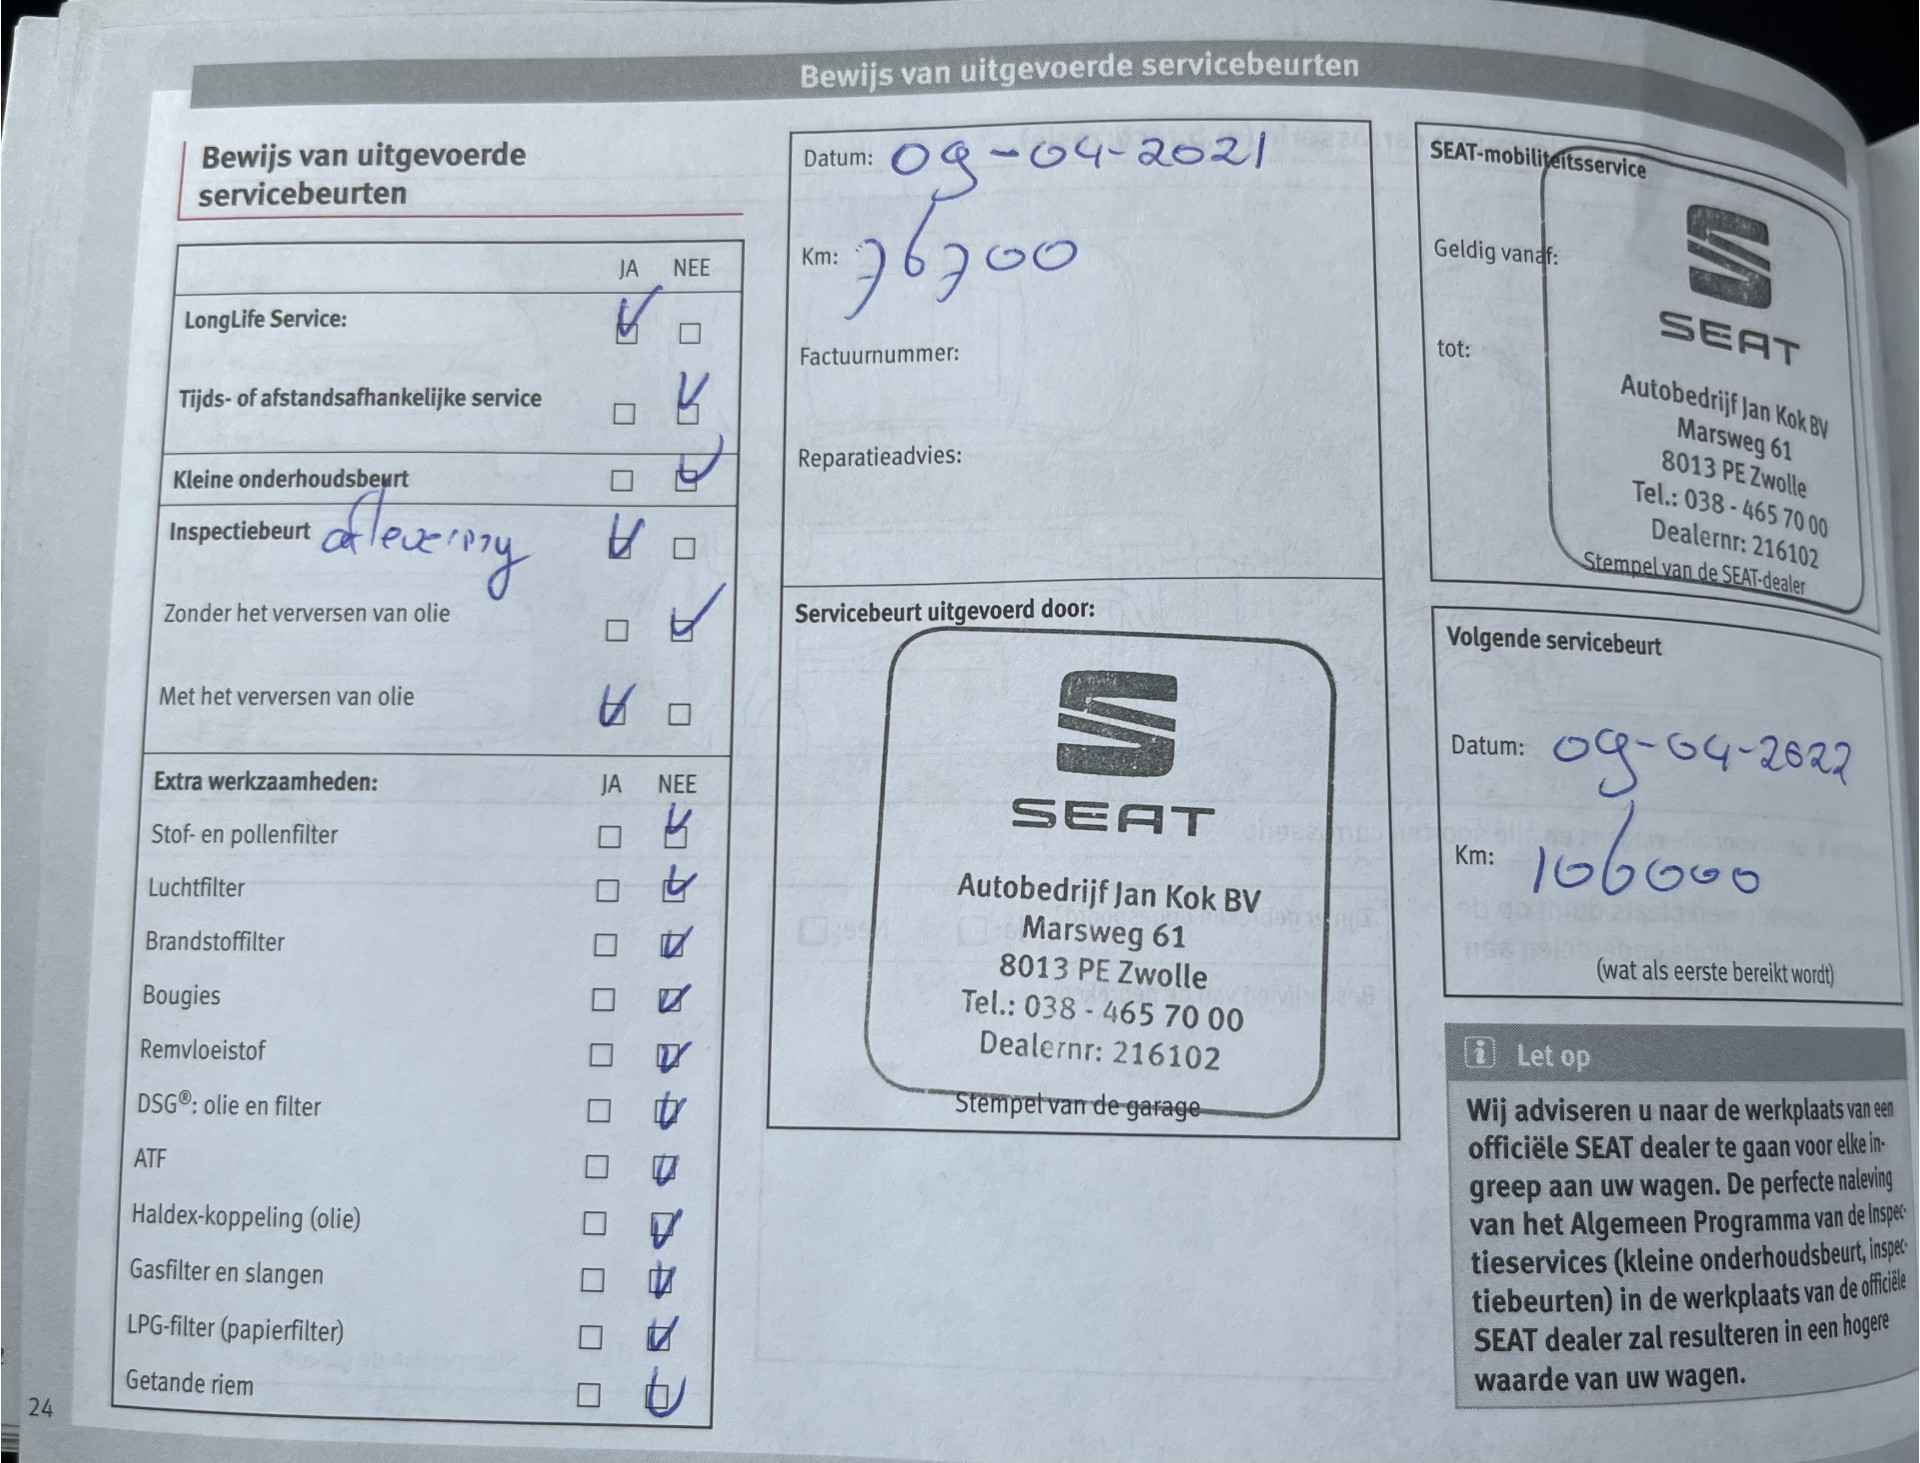 Bewijs van uitgevoerde servicebeurten
Bewijs van uitgevoerde
servicebeurten
JA NEE
LongLife Service:
Tijds- of afstandsafhankelijke service
Kleine onderhoudsbeurt
Inspectiebeurt aflevering
Zonder het verversen van olie
Met het verversen van olie
Extra werkzaamheden: JA NEE
Stof- en pollenfilter
Luchtfilter
Brandstoffilter
Bougies
Remvloeistof
DSG®: olie en filter
ATF
Haldex-koppeling (olie)
Gasfilter en slangen
LPG-filter (papierfilter)
Getande riem
24
Datum: 09-04-2021
Km: 76700
Factuurnummer:
Reparatieadvies:
Servicebeurt uitgevoerd door:
SEAT
Autobedrijf Jan Kok BV
Marsweg 61
8013 PE Zwolle
Tel.: 038 - 465 70 00
Dealernr: 216102
Stempel van de garage
SEAT-mobiliteitsservice
Geldig vanaf:
tot:
SEAT
Autobedrijf Jan Kok BV
Marsweg 61
8013 PE Zwolle
Tel.: 038 - 465 70 00
Dealernr: 216102
Stempel van de SEAT-dealer
Volgende servicebeurt
Datum: 09-04-2022
Km: 106000
(wat als eerste bereikt wordt)
i Let op
Wij adviseren u naar de werkplaats van een
officiële SEAT dealer te gaan voor elke in-
greep aan uw wagen. De perfecte naleving
van het Algemeen Programma van de Inspec-
tieservices (kleine onderhoudsbeurt, inspec-
tiebeurten) in de werkplaats van de officiële
SEAT dealer zal resulteren in een hogere
waarde van uw wagen.